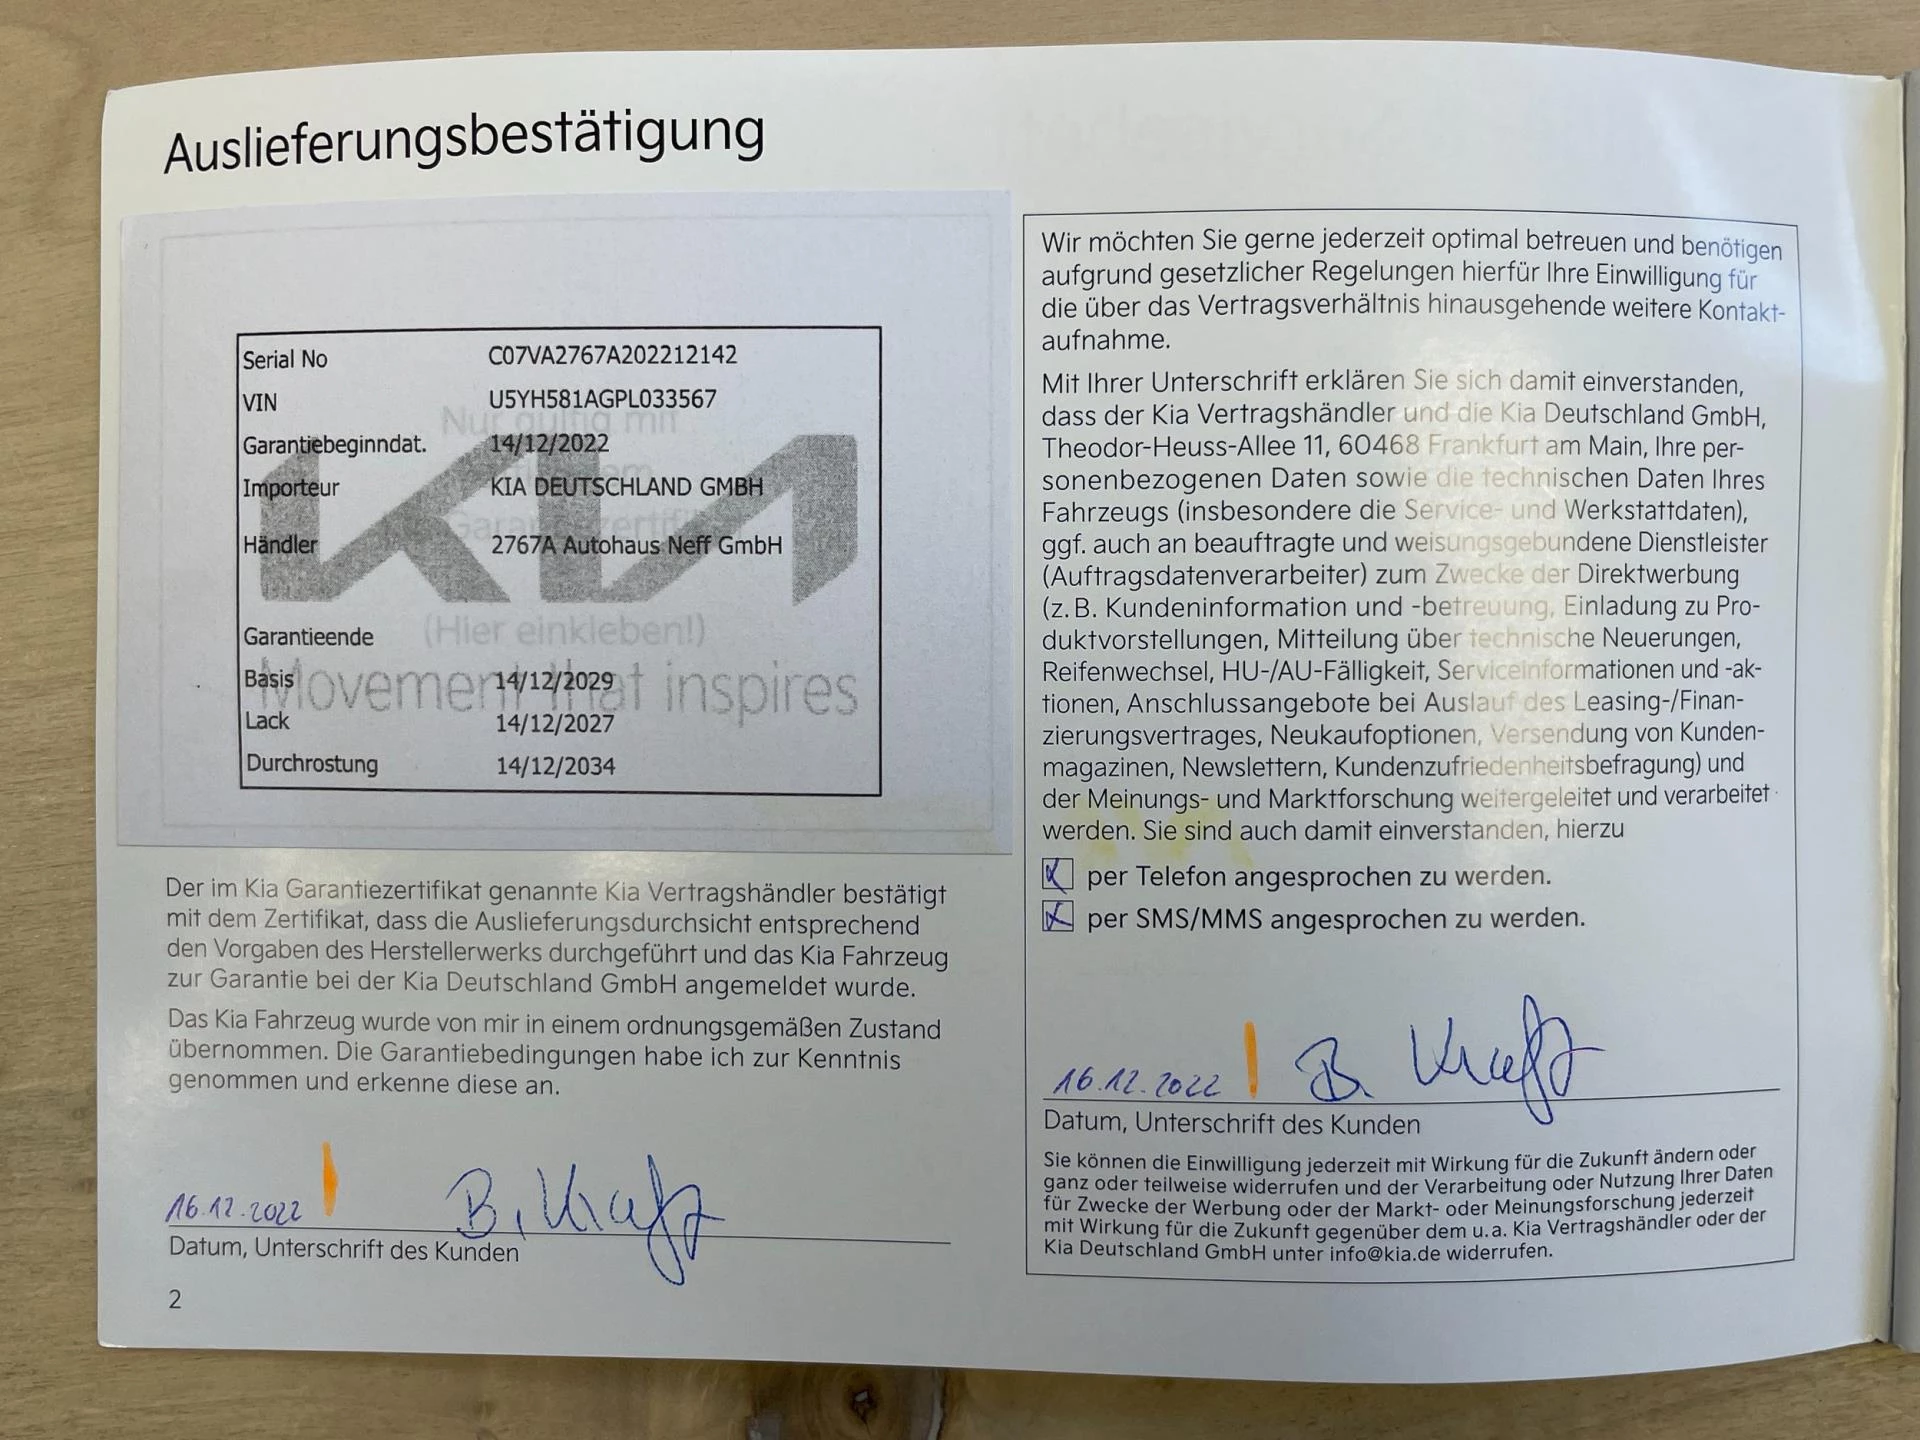 Auslieferungsbestätigung
Serial No C07VA2767A202212142
VIN U5YH581AGPL033567
Nur gültig mit
Garantiebeginndat. 14/12/2022
Importeur KIA DEUTSCHLAND GMBH
Händler 2767A Autohaus Neff GmbH
KIA
(Hier einkleben!)
Garantieende
Movement that inspires
Basis 14/12/2029
Lack 14/12/2027
Durchrostung 14/12/2034
Der im Kia Garantiezertifikat genannte Kia Vertragshändler bestätigt
mit dem Zertifikat, dass die Auslieferungsdurchsicht entsprechend
den Vorgaben des Herstellerwerks durchgeführt und das Kia Fahrzeug
zur Garantie bei der Kia Deutschland GmbH angemeldet wurde.
Das Kia Fahrzeug wurde von mir in einem ordnungsgemäßen Zustand
übernommen. Die Garantiebedingungen habe ich zur Kenntnis
genommen und erkenne diese an.
16.12.2022 B. Kraft
Datum, Unterschrift des Kunden
2
Wir möchten Sie gerne jederzeit optimal betreuen und benötigen
aufgrund gesetzlicher Regelungen hierfür Ihre Einwilligung für
die über das Vertragsverhältnis hinausgehende weitere Kontakt-
aufnahme.
Mit Ihrer Unterschrift erklären Sie sich damit einverstanden,
dass der Kia Vertragshändler und die Kia Deutschland GmbH,
Theodor-Heuss-Allee 11, 60468 Frankfurt am Main, Ihre per-
sonenbezogenen Daten sowie die technischen Daten Ihres
Fahrzeugs (insbesondere die Service- und Werkstattdaten),
ggf. auch an beauftragte und weisungsgebundene Dienstleister
(Auftragsdatenverarbeiter) zum Zwecke der Direktwerbung
(z. B. Kundeninformation und -betreuung, Einladung zu Pro-
duktvorstellungen, Mitteilung über technische Neuerungen,
Reifenwechsel, HU-/AU-Fälligkeit, Serviceinformationen und -ak-
tionen, Anschlussangebote bei Auslauf des Leasing-/Finan-
zierungsvertrages, Neukaufoptionen, Versendung von Kunden-
magazinen, Newslettern, Kundenzufriedenheitsbefragung) und
der Meinungs- und Marktforschung weitergeleitet und verarbeitet
werden. Sie sind auch damit einverstanden, hierzu
per Telefon angesprochen zu werden.
per SMS/MMS angesprochen zu werden.
16.12.2022 B. Kraft
Datum, Unterschrift des Kunden
Sie können die Einwilligung jederzeit mit Wirkung für die Zukunft ändern oder
ganz oder teilweise widerrufen und der Verarbeitung oder Nutzung Ihrer Daten
für Zwecke der Werbung oder der Markt- oder Meinungsforschung jederzeit
mit Wirkung für die Zukunft gegenüber dem u. a. Kia Vertragshändler oder der
Kia Deutschland GmbH unter info@kia.de widerrufen.